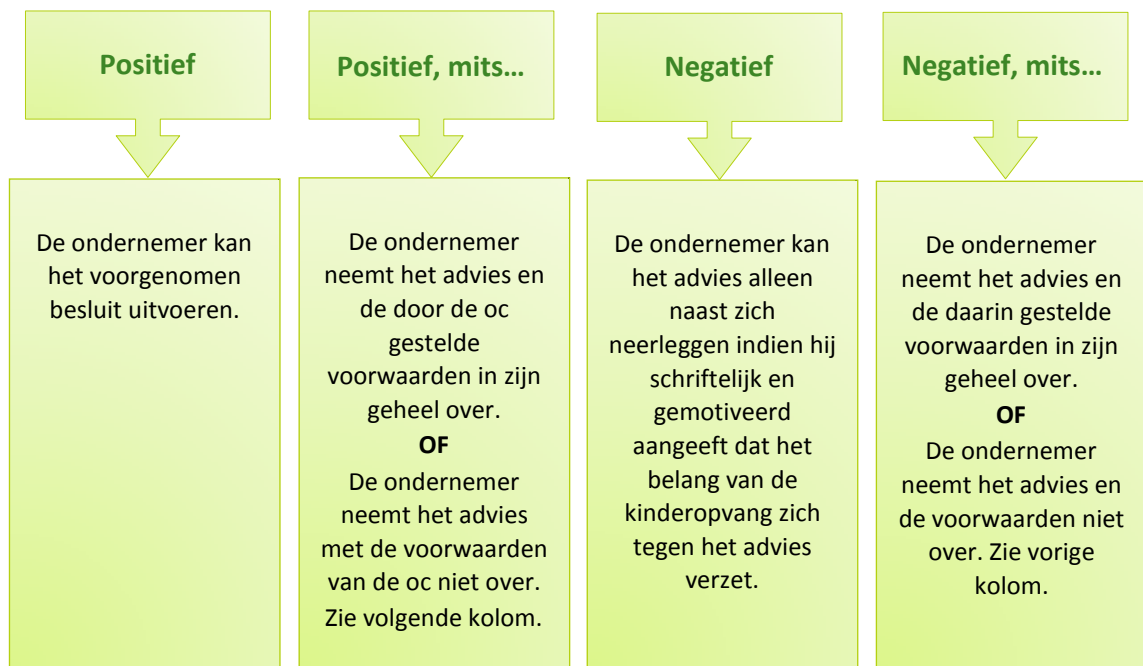 Positief
De ondernemer kan
het voorgenomen
besluit uitvoeren.
Positief, mits…
De ondernemer
neemt het advies en
de door de oc
gestelde
voorwaarden in zijn
geheel over.
OF
De ondernemer
neemt het advies
met de voorwaarden
van de oc niet over.
Zie volgende kolom.
Negatief
De ondernemer kan
het advies alleen
naast zich
neerleggen indien hij
schriftelijk en
gemotiveerd
aangeeft dat het
belang van de
kinderopvang zich
tegen het advies
verzet.
Negatief, mits…
De ondernemer
neemt het advies en
de daarin gestelde
voorwaarden in zijn
geheel over.
OF
De ondernemer
neemt het advies en
de voorwaarden niet
over. Zie vorige
kolom.